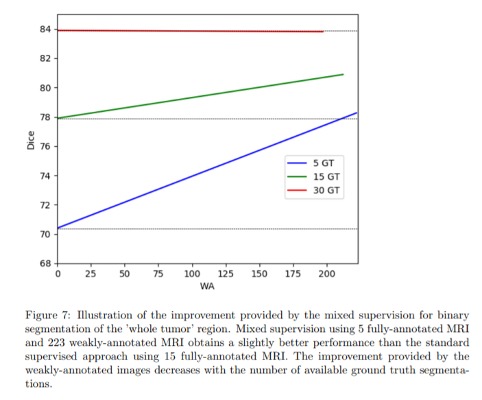 84
82
80
78
76
74
72
70
68
Dice
0 25 50 75 100 125 150 175 200
WA
5 GT
15 GT
30 GT
Figure 7: Illustration of the improvement provided by the mixed supervision for binary
segmentation of the 'whole tumor' region. Mixed supervision using 5 fully-annotated MRI
and 223 weakly-annotated MRI obtains a slightly better performance than the standard
supervised approach using 15 fully-annotated MRI. The improvement provided by the
weakly-annotated images decreases with the number of available ground truth segmenta-
tions.